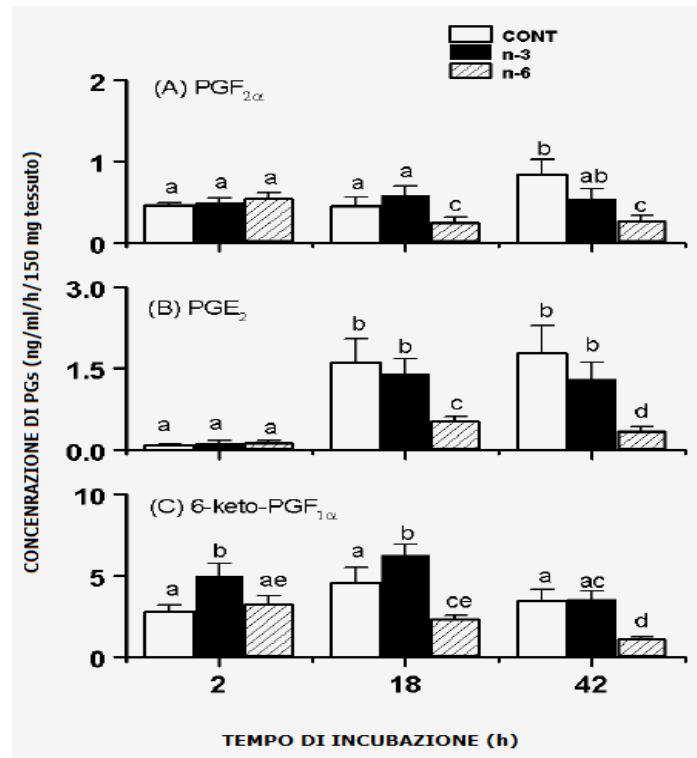 CONT
n-3
n-6
CONCENRAZIONE DI PGs (ng/ml/h/150 mg tessuto)
(A) PGF2α
2
1
0
a a a
a a c
b ab c
(B) PGE2
3.0
1.5
0.0
a a a
b b c
b b d
(C) 6-keto-PGF1α
10
5
0
a b ae
a b ce
a ac d
2 18 42
TEMPO DI INCUBAZIONE (h)